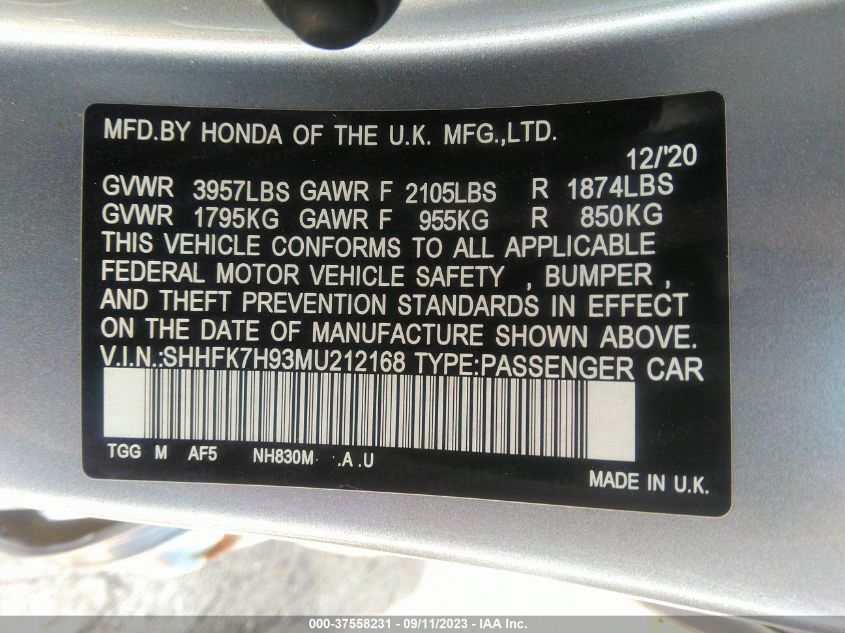 MFD.BY HONDA OF THE U.K. MFG.,LTD.
12/'20
GVWR 3957LBS GAWR F 2105LBS R 1874LBS
GVWR 1795KG GAWR F 955KG R 850KG
THIS VEHICLE CONFORMS TO ALL APPLICABLE
FEDERAL MOTOR VEHICLE SAFETY , BUMPER ,
AND THEFT PREVENTION STANDARDS IN EFFECT
ON THE DATE OF MANUFACTURE SHOWN ABOVE.
V.I.N.:SHHFK7H93MU212168 TYPE:PASSENGER CAR
TGG M AF5 NH830M .A .U
MADE IN U.K.
000-37558231 - 09/11/2023 - IAA Inc.